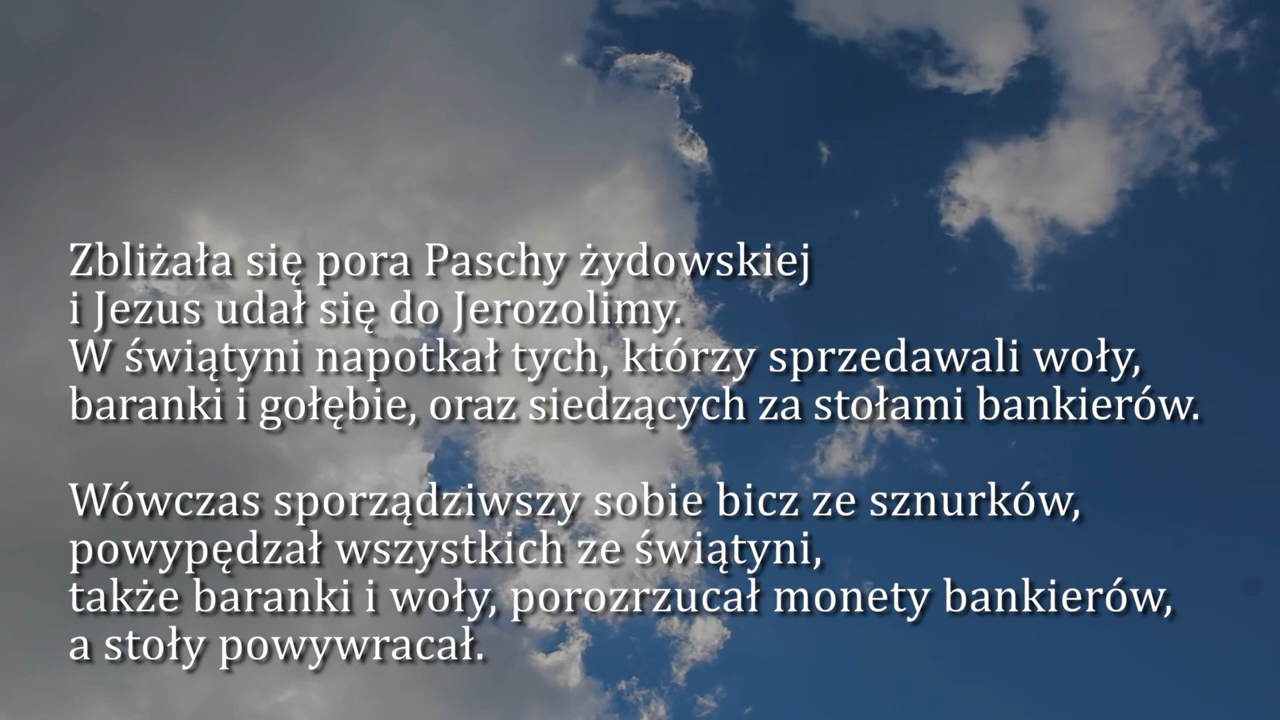 Zbliżała się pora Paschy żydowskiej
i Jezus udał się do Jerozolimy.
W świątyni napotkał tych, którzy sprzedawali woły,
baranki i gołębie, oraz siedzących za stołami bankierów.
Wówczas sporządziwszy sobie bicz ze sznurków,
powypędzał wszystkich ze świątyni,
także baranki i woły, porozrzucał monety bankierów,
a stoły powywracał.